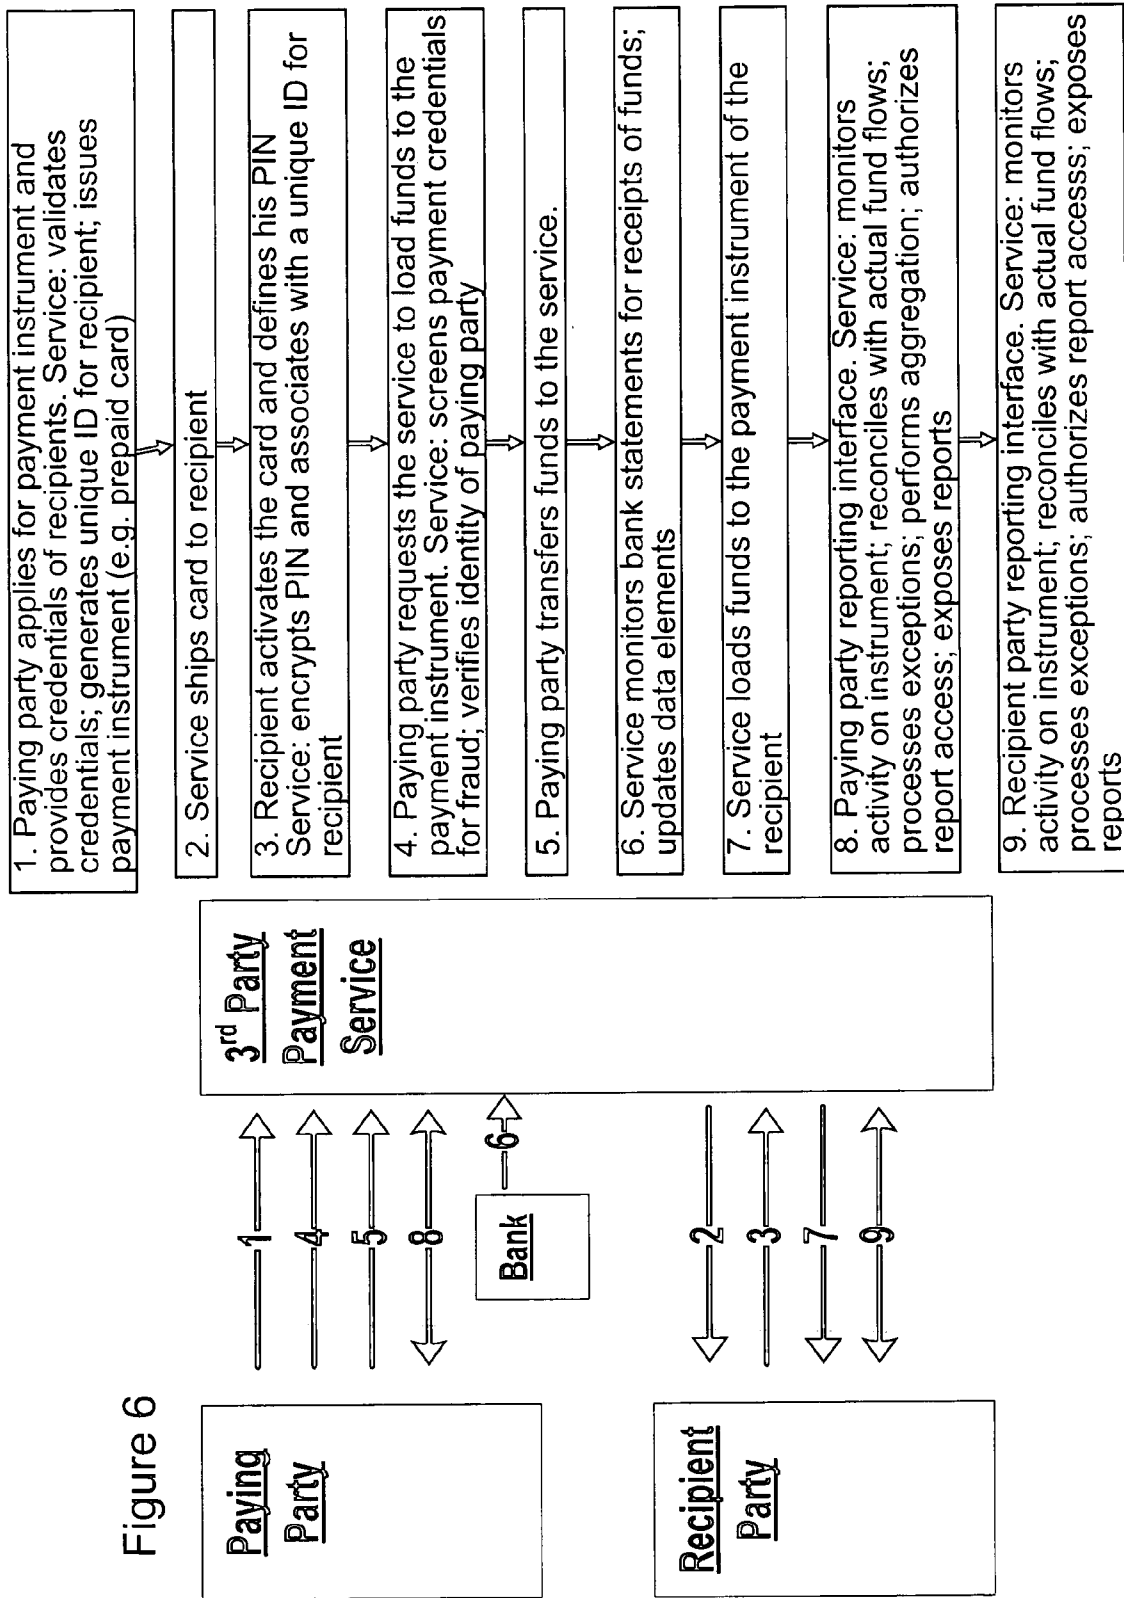 Figure 6
Paying
Party
Recipient
Party
1
4
5
8
Bank
6
2
3
7
9
3rd Party
Payment
Service
1. Paying party applies for payment instrument and
provides credentials of recipients. Service: validates
credentials; generates unique ID for recipient; issues
payment instrument (e.g. prepaid card)
2. Service ships card to recipient
3. Recipient activates the card and defines his PIN
Service: encrypts PIN and associates with a unique ID for
recipient
4. Paying party requests the service to load funds to the
payment instrument. Service: screens payment credentials
for fraud; verifies identity of paying party
5. Paying party transfers funds to the service.
6. Service monitors bank statements for receipts of funds;
updates data elements
7. Service loads funds to the payment instrument of the
recipient
8. Paying party reporting interface. Service: monitors
activity on instrument; reconciles with actual fund flows;
processes exceptions; performs aggregation; authorizes
report access; exposes reports
9. Recipient party reporting interface. Service: monitors
activity on instrument; reconciles with actual fund flows;
processes exceptions; authorizes report accesss; exposes
reports